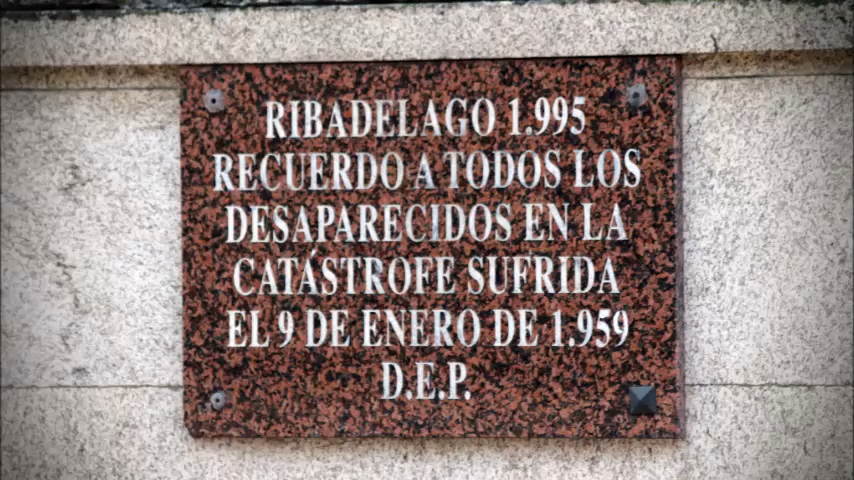 RIBADELAGO 1.995
RECUERDO A TODOS LOS
DESAPARECIDOS EN LA
CATÁSTROFE SUFRIDA
EL 9 DE ENERO DE 1.959
D.E.P.